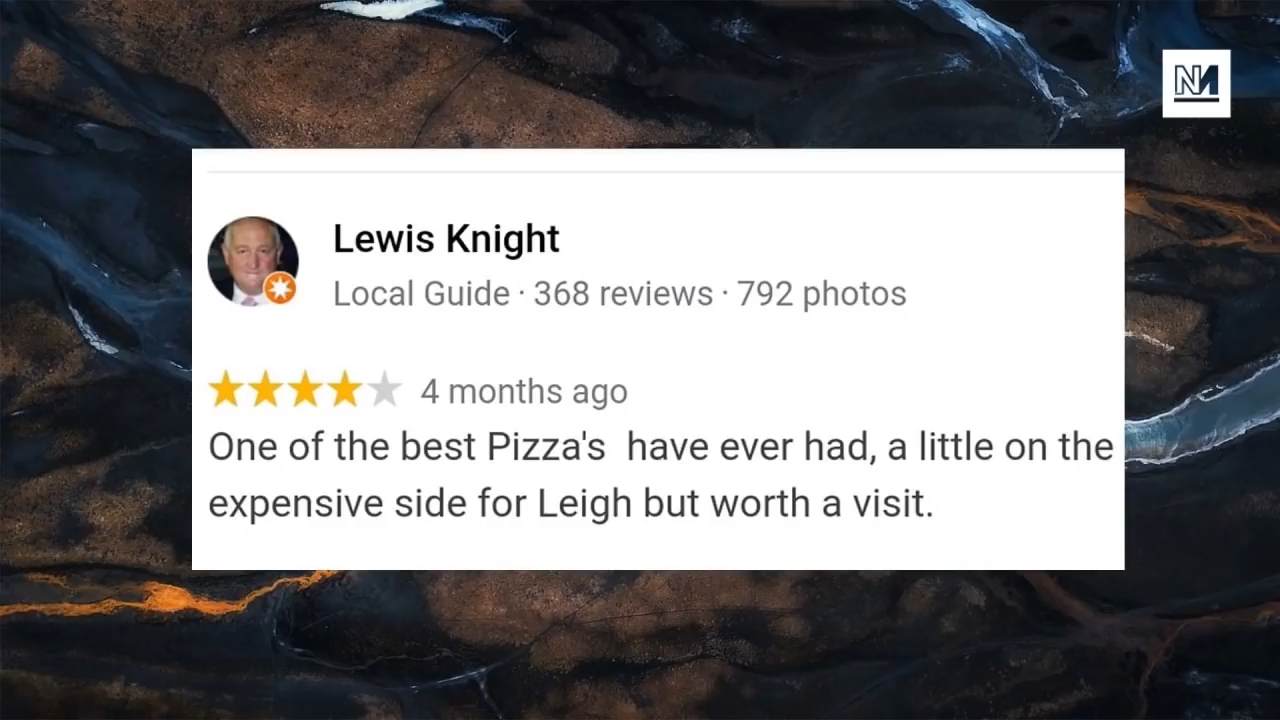 NM
Lewis Knight
Local Guide · 368 reviews · 792 photos
4 months ago
One of the best Pizza's  have ever had, a little on the
expensive side for Leigh but worth a visit.